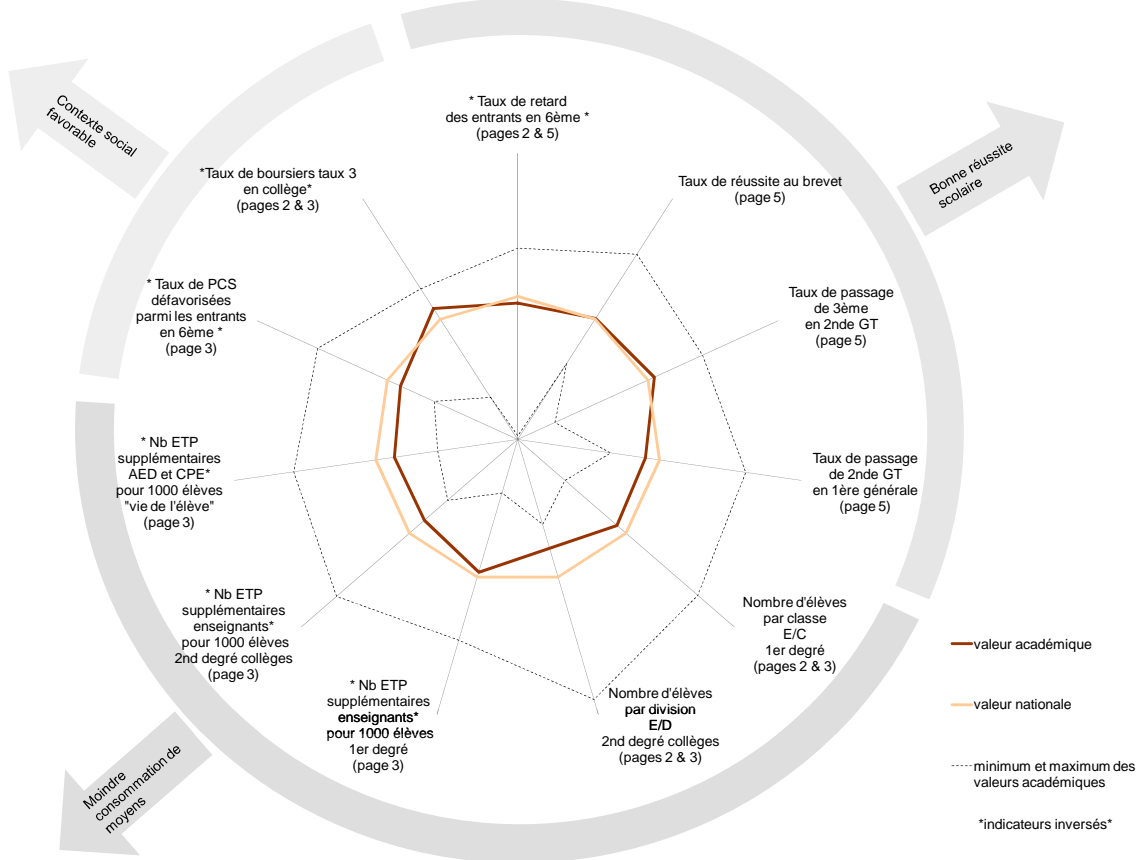 * Taux de retard
des entrants en 6ème *
(pages 2 & 5)
Contexte social
favorable
Bonne réussite
scolaire
*Taux de boursiers taux 3
en collège*
(pages 2 & 3)
Taux de réussite au brevet
(page 5)
* Taux de PCS
défavorisées
parmi les entrants
en 6ème *
(page 3)
Taux de passage
de 3ème
en 2nde GT
(page 5)
* Nb ETP
supplémentaires
AED et CPE*
pour 1000 élèves
"vie de l'élève"
(page 3)
Taux de passage
de 2nde GT
en 1ère générale
(page 5)
* Nb ETP
supplémentaires
enseignants*
pour 1000 élèves
2nd degré collèges
(page 3)
Nombre d'élèves
par classe
E/C
1er degré
(pages 2 & 3)
* Nb ETP
supplémentaires
enseignants*
pour 1000 élèves
1er degré
(page 3)
Nombre d'élèves
par division
E/D
2nd degré collèges
(pages 2 & 3)
Moindre
consommation de
moyens
valeur académique
valeur nationale
minimum et maximum des
valeurs académiques
*indicateurs inversés*